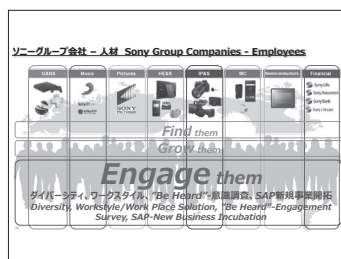 ソニーグループ会社 – 人材 Sony Group Companies - Employees
G&NS Music Pictures HE&S IP&S MC Semiconductors Financial
SONY
Sony Life
Sony Assurance
Sony Bank
Sony Lifecare
Find them
Grow them
Engage them
ダイバーシティ、ワークスタイル、"Be Heard"-意識調査、SAP新規事業開拓
Diversity, Workstyle/Work Place Solution, "Be Heard"-Engagement
Survey, SAP-New Business Incubation